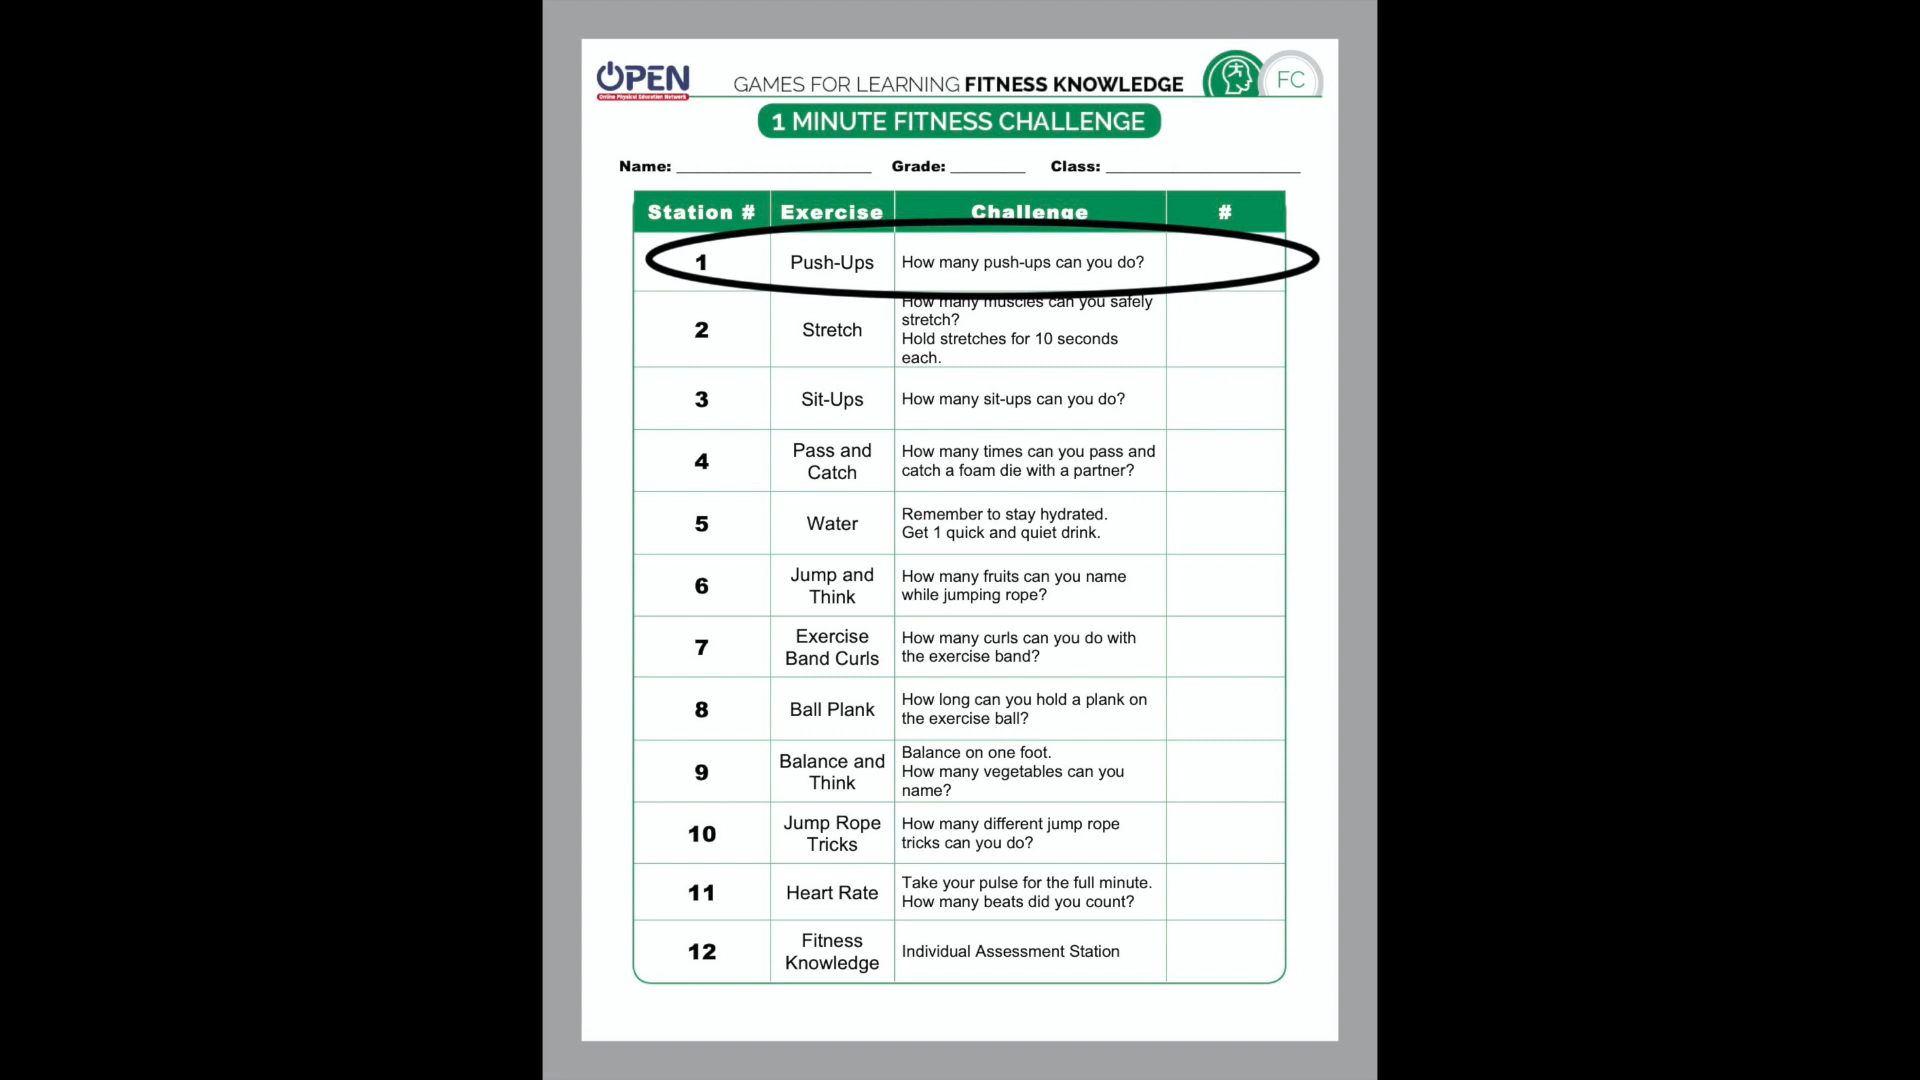 OPEN
Online Physical Education Network
GAMES FOR LEARNING FITNESS KNOWLEDGE
FC
1 MINUTE FITNESS CHALLENGE
Name: Grade: Class:
Station # Exercise Challenge #
1 Push-Ups How many push-ups can you do?
2 Stretch How many muscles can you safely
stretch?
Hold stretches for 10 seconds
each.
3 Sit-Ups How many sit-ups can you do?
4 Pass and
Catch
How many times can you pass and
catch a foam die with a partner?
5 Water Remember to stay hydrated.
Get 1 quick and quiet drink.
6 Jump and
Think
How many fruits can you name
while jumping rope?
7 Exercise
Band Curls
How many curls can you do with
the exercise band?
8 Ball Plank How long can you hold a plank on
the exercise ball?
9 Balance and
Think
Balance on one foot.
How many vegetables can you
name?
10 Jump Rope
Tricks
How many different jump rope
tricks can you do?
11 Heart Rate Take your pulse for the full minute.
How many beats did you count?
12 Fitness
Knowledge
Individual Assessment Station